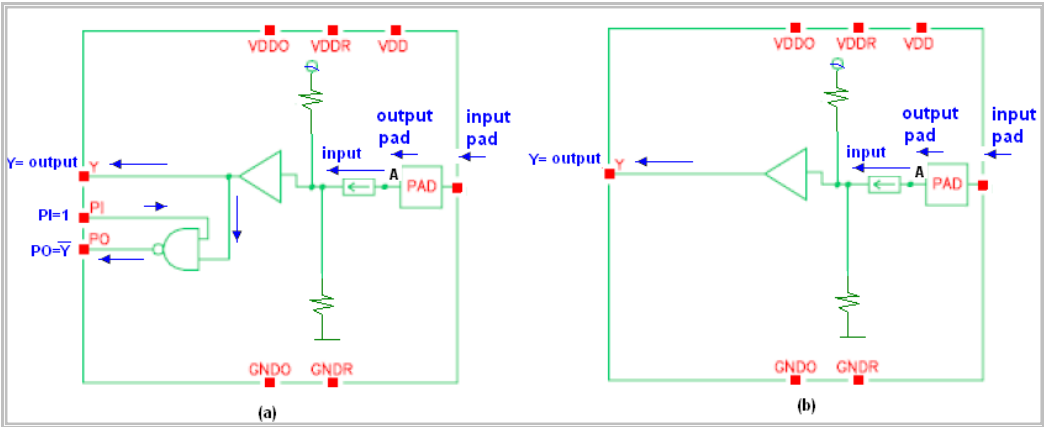 VDDO VDDR VDD
input pad
output pad
input
A
PAD
Y= output
Y
PI=1
PI
PO=Y̅
PO
GNDO GNDR
(a)
VDDO VDDR VDD
input pad
output pad
input
A
PAD
Y= output
Y
GNDO GNDR
(b)